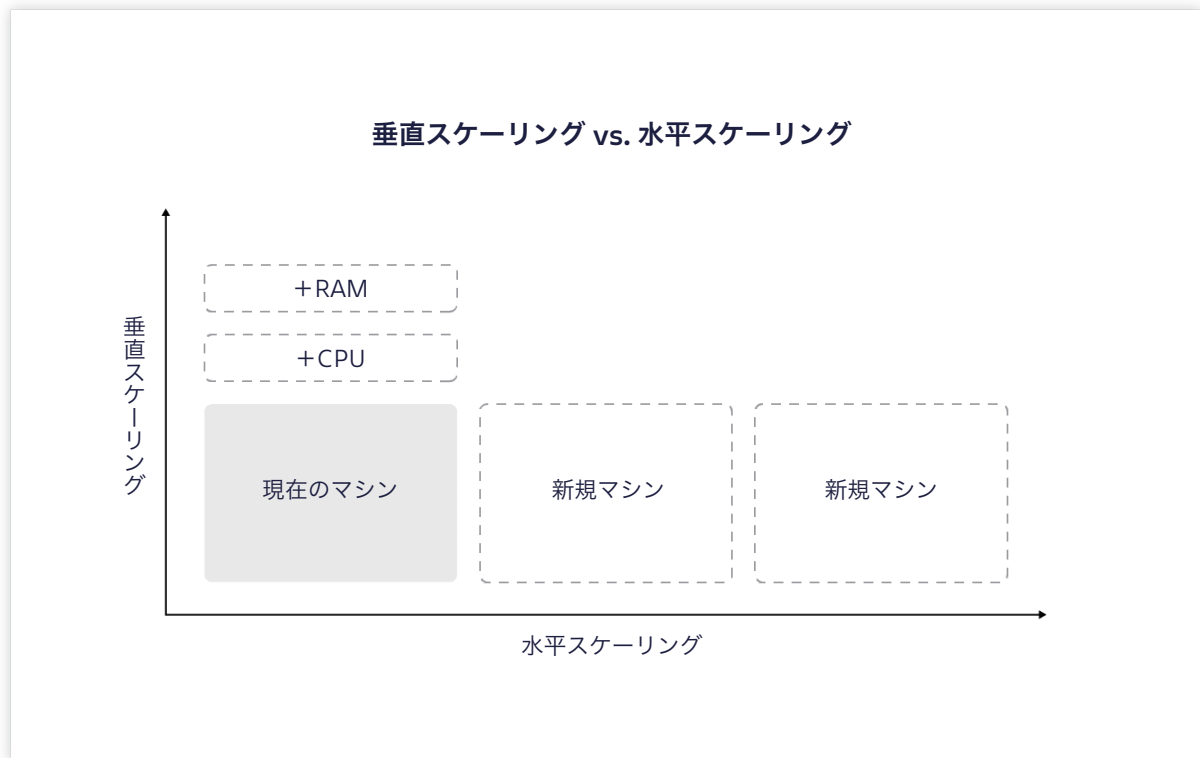 垂直スケーリング vs. 水平スケーリング
垂直スケーリング
＋RAM
＋CPU
現在のマシン
新規マシン
新規マシン
水平スケーリング